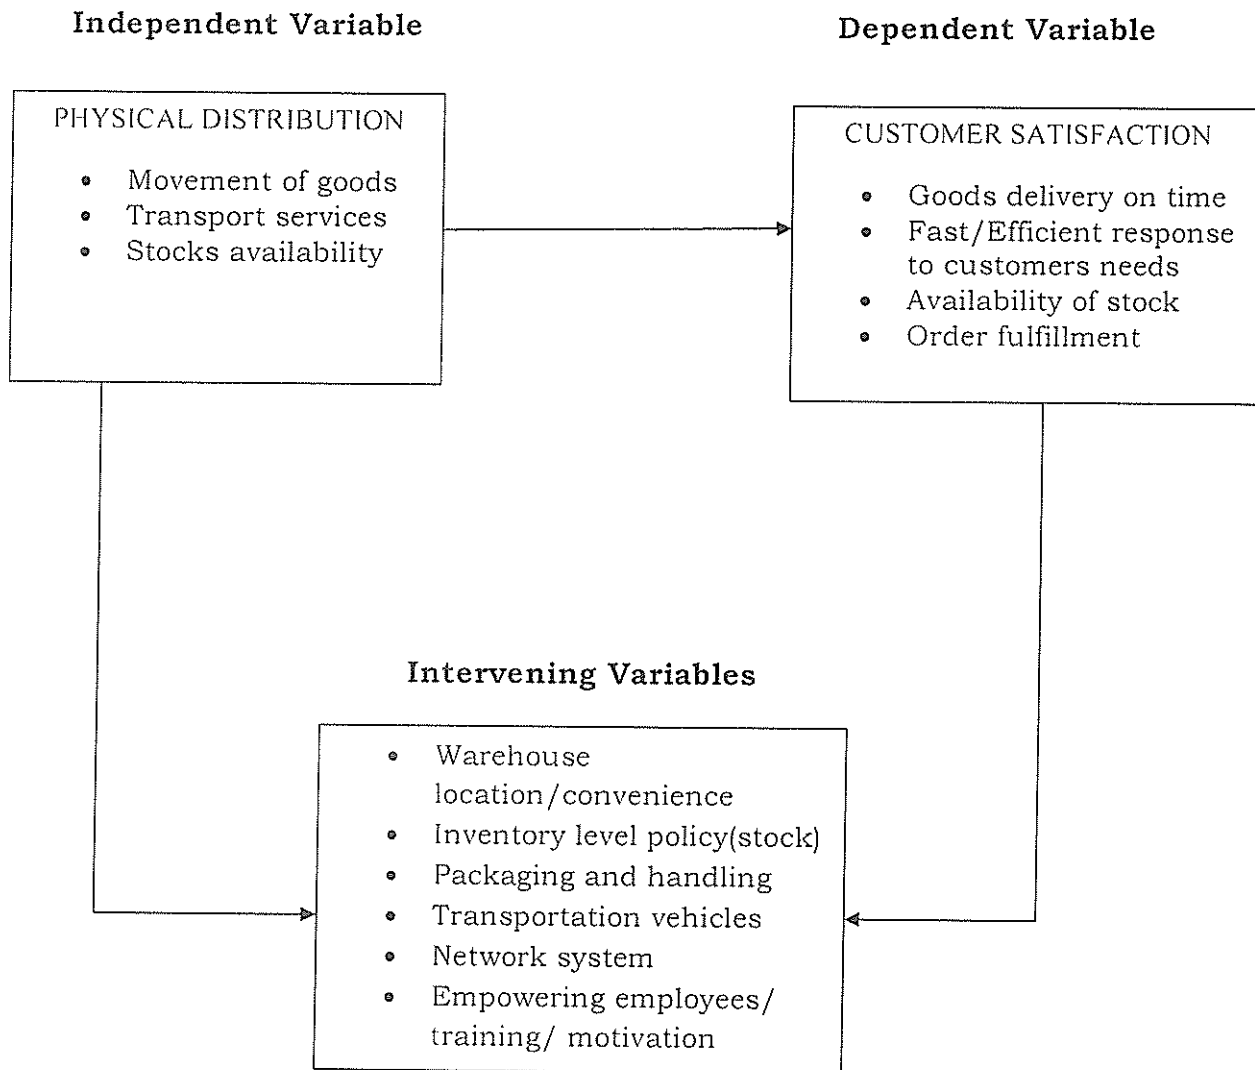 Independent Variable
Dependent Variable
PHYSICAL DISTRIBUTION
• Movement of goods
• Transport services
• Stocks availability
CUSTOMER SATISFACTION
• Goods delivery on time
• Fast/Efficient response
to customers needs
• Availability of stock
• Order fulfillment
Intervening Variables
• Warehouse
location/convenience
• Inventory level policy(stock)
• Packaging and handling
• Transportation vehicles
• Network system
• Empowering employees/
training/ motivation